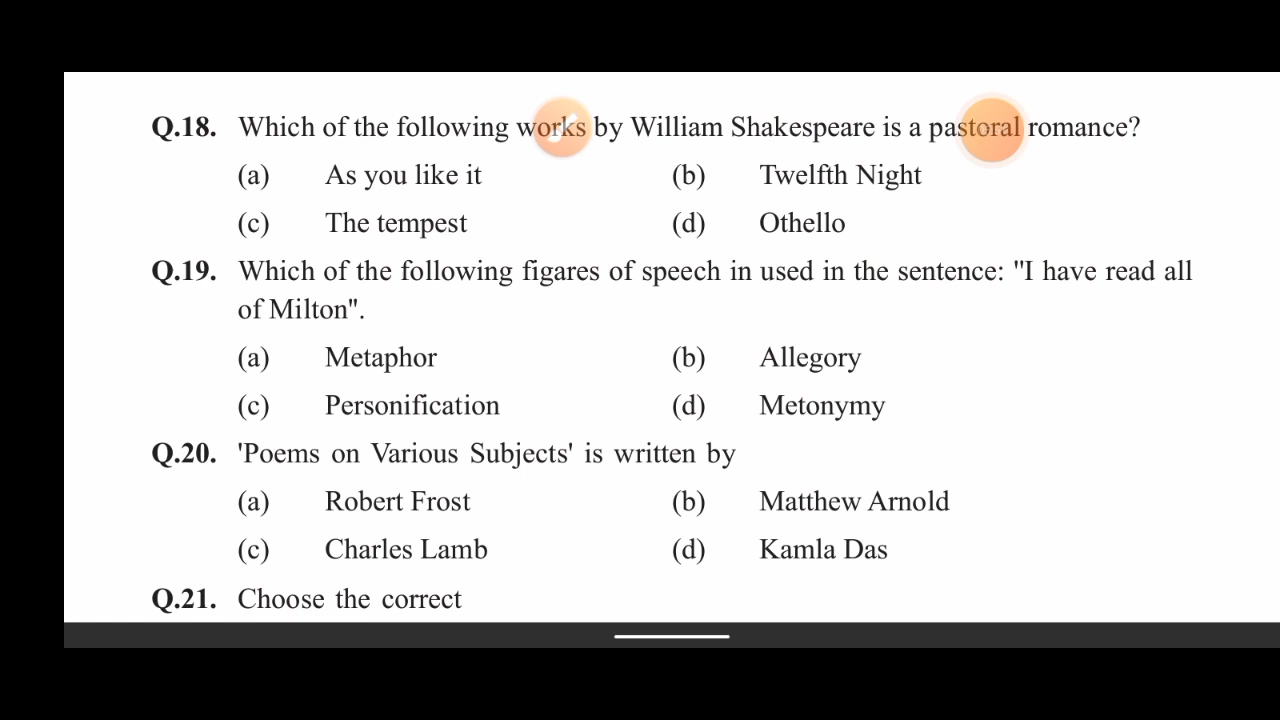 Q.18. Which of the following works by William Shakespeare is a pastoral romance?
(a) As you like it (b) Twelfth Night
(c) The tempest (d) Othello
Q.19. Which of the following figares of speech in used in the sentence: "I have read all
of Milton".
(a) Metaphor (b) Allegory
(c) Personification (d) Metonymy
Q.20. 'Poems on Various Subjects' is written by
(a) Robert Frost (b) Matthew Arnold
(c) Charles Lamb (d) Kamla Das
Q.21. Choose the correct